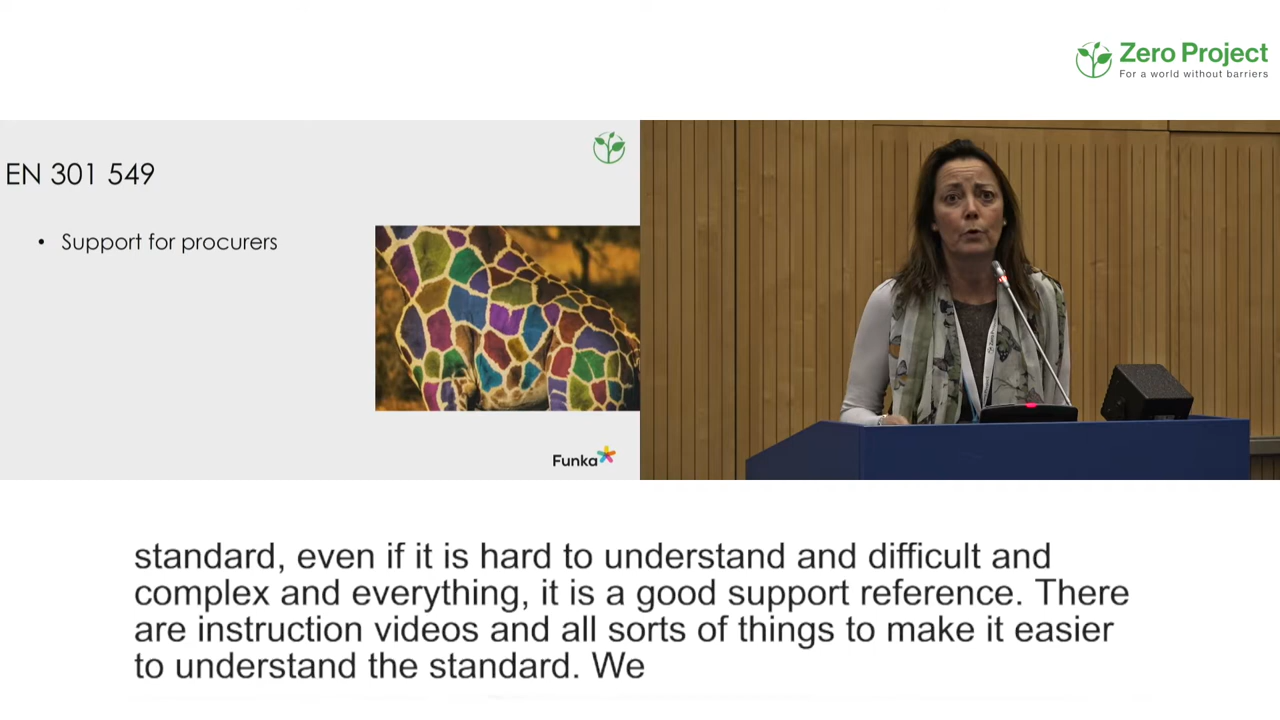 Zero Project
For a world without barriers
EN 301 549
• Support for procurers
Funka
standard, even if it is hard to understand and difficult and
complex and everything, it is a good support reference. There
are instruction videos and all sorts of things to make it easier
to understand the standard. We